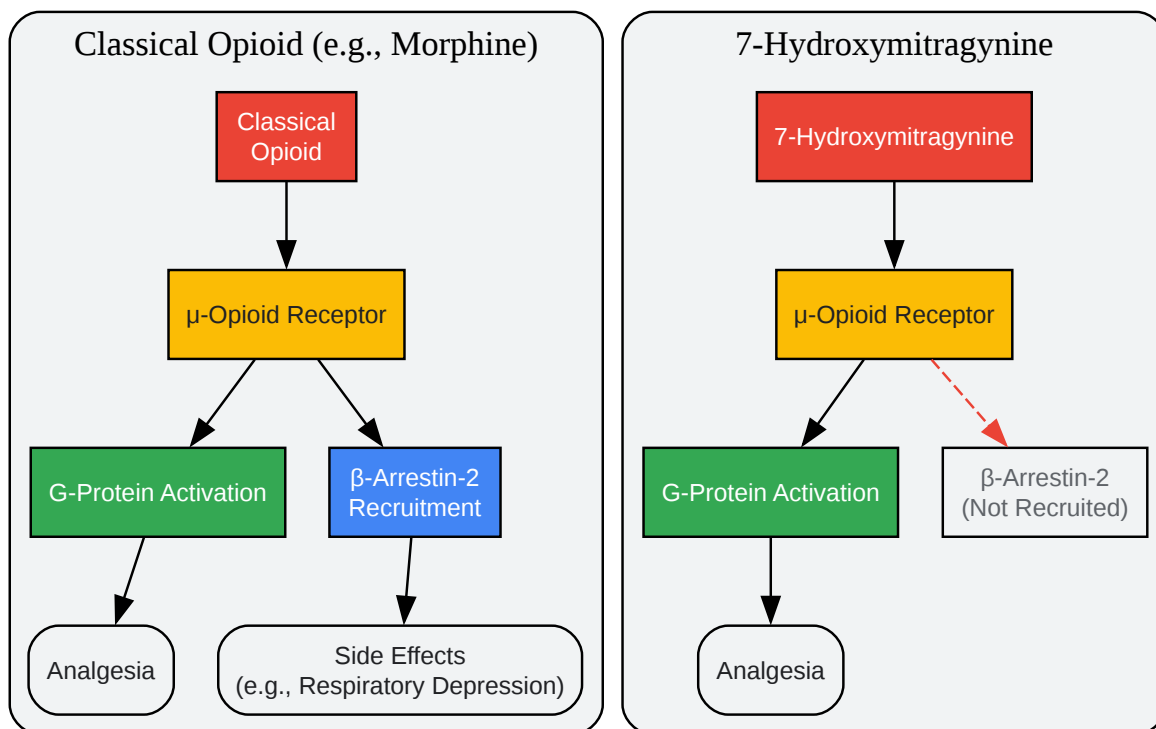 Classical Opioid (e.g., Morphine)
Classical
Opioid
μ-Opioid Receptor
G-Protein Activation
β-Arrestin-2
Recruitment
Analgesia
Side Effects
(e.g., Respiratory Depression)
7-Hydroxymitragynine
7-Hydroxymitragynine
μ-Opioid Receptor
G-Protein Activation
β-Arrestin-2
(Not Recruited)
Analgesia